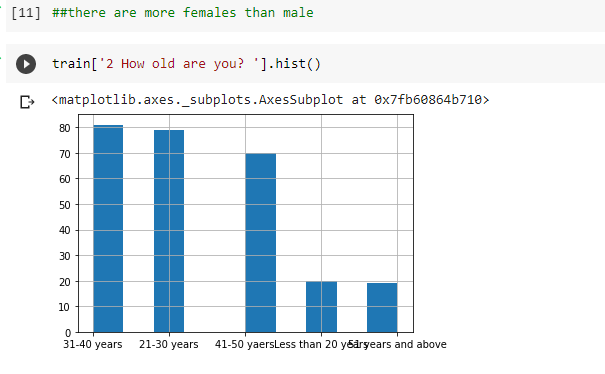 [11] ##there are more females than male
train['2 How old are you? '].hist()
<matplotlib.axes._subplots.AxesSubplot at 0x7fb60864b710>
80
70
60
50
40
30
20
10
0
31-40 years 21-30 years 41-50 yaers Less than 20 years 51 years and above